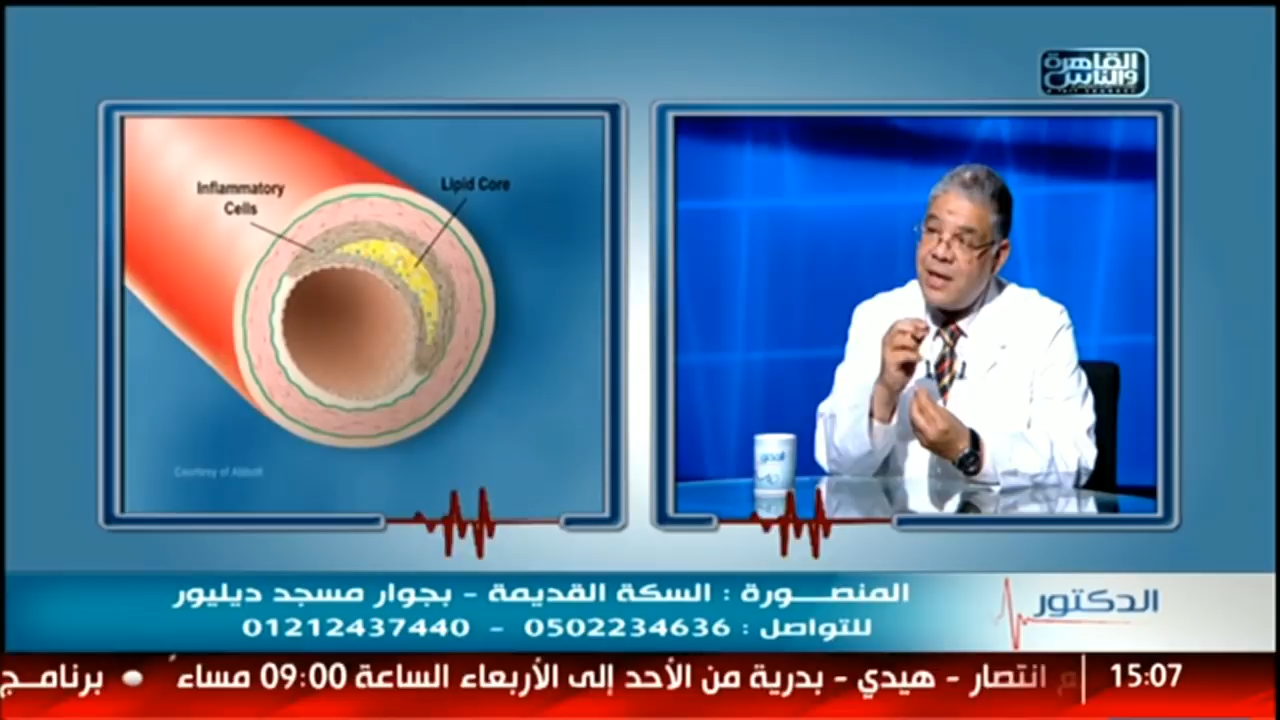 القاهرة
والناس
Inflammatory
Cells
Lipid Core
Courtesy of Abbott
الدكتور
المنصورة : السكة القديمة - بجوار مسجد ديليور
للتواصل : 0502234636 - 01212437440
15:07
انتصار - هيدي - بدرية من الأحد إلى الأربعاء الساعة 09:00 مساءً • برنامج